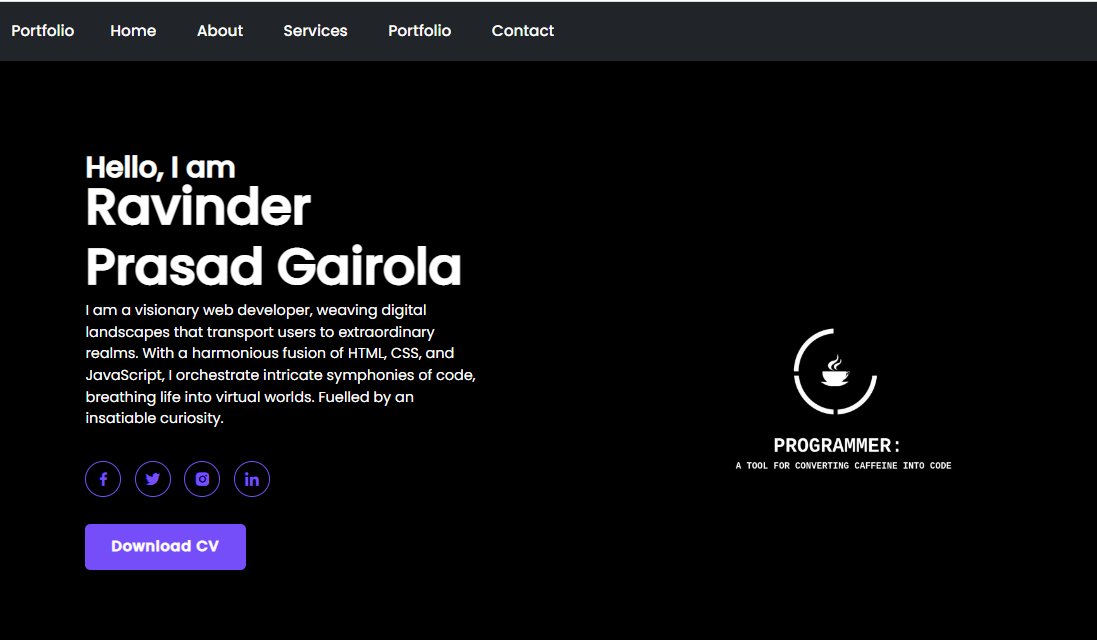 Portfolio Home About Services Portfolio Contact
Hello, I am
Ravinder
Prasad Gairola
I am a visionary web developer, weaving digital
landscapes that transport users to extraordinary
realms. With a harmonious fusion of HTML, CSS, and
JavaScript, I orchestrate intricate symphonies of code,
breathing life into virtual worlds. Fuelled by an
insatiable curiosity.
f in
Download CV
PROGRAMMER:
A TOOL FOR CONVERTING CAFFEINE INTO CODE